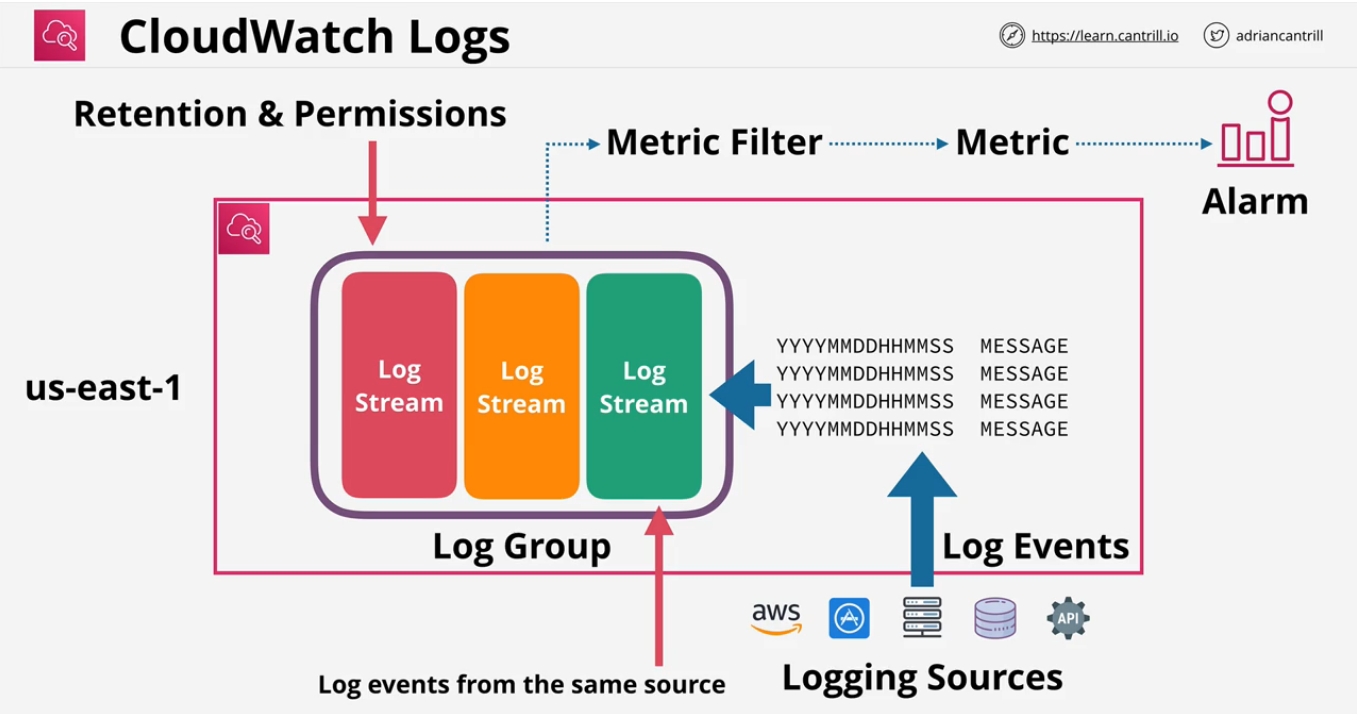 CloudWatch Logs
https://learn.cantrill.io
adriancantrill
Retention & Permissions
Metric Filter
Metric
Alarm
us-east-1
Log
Stream
Log
Stream
Log
Stream
YYYYMMDDHHMMSS MESSAGE
YYYYMMDDHHMMSS MESSAGE
YYYYMMDDHHMMSS MESSAGE
YYYYMMDDHHMMSS MESSAGE
Log Group
Log Events
aws
API
Log events from the same source
Logging Sources